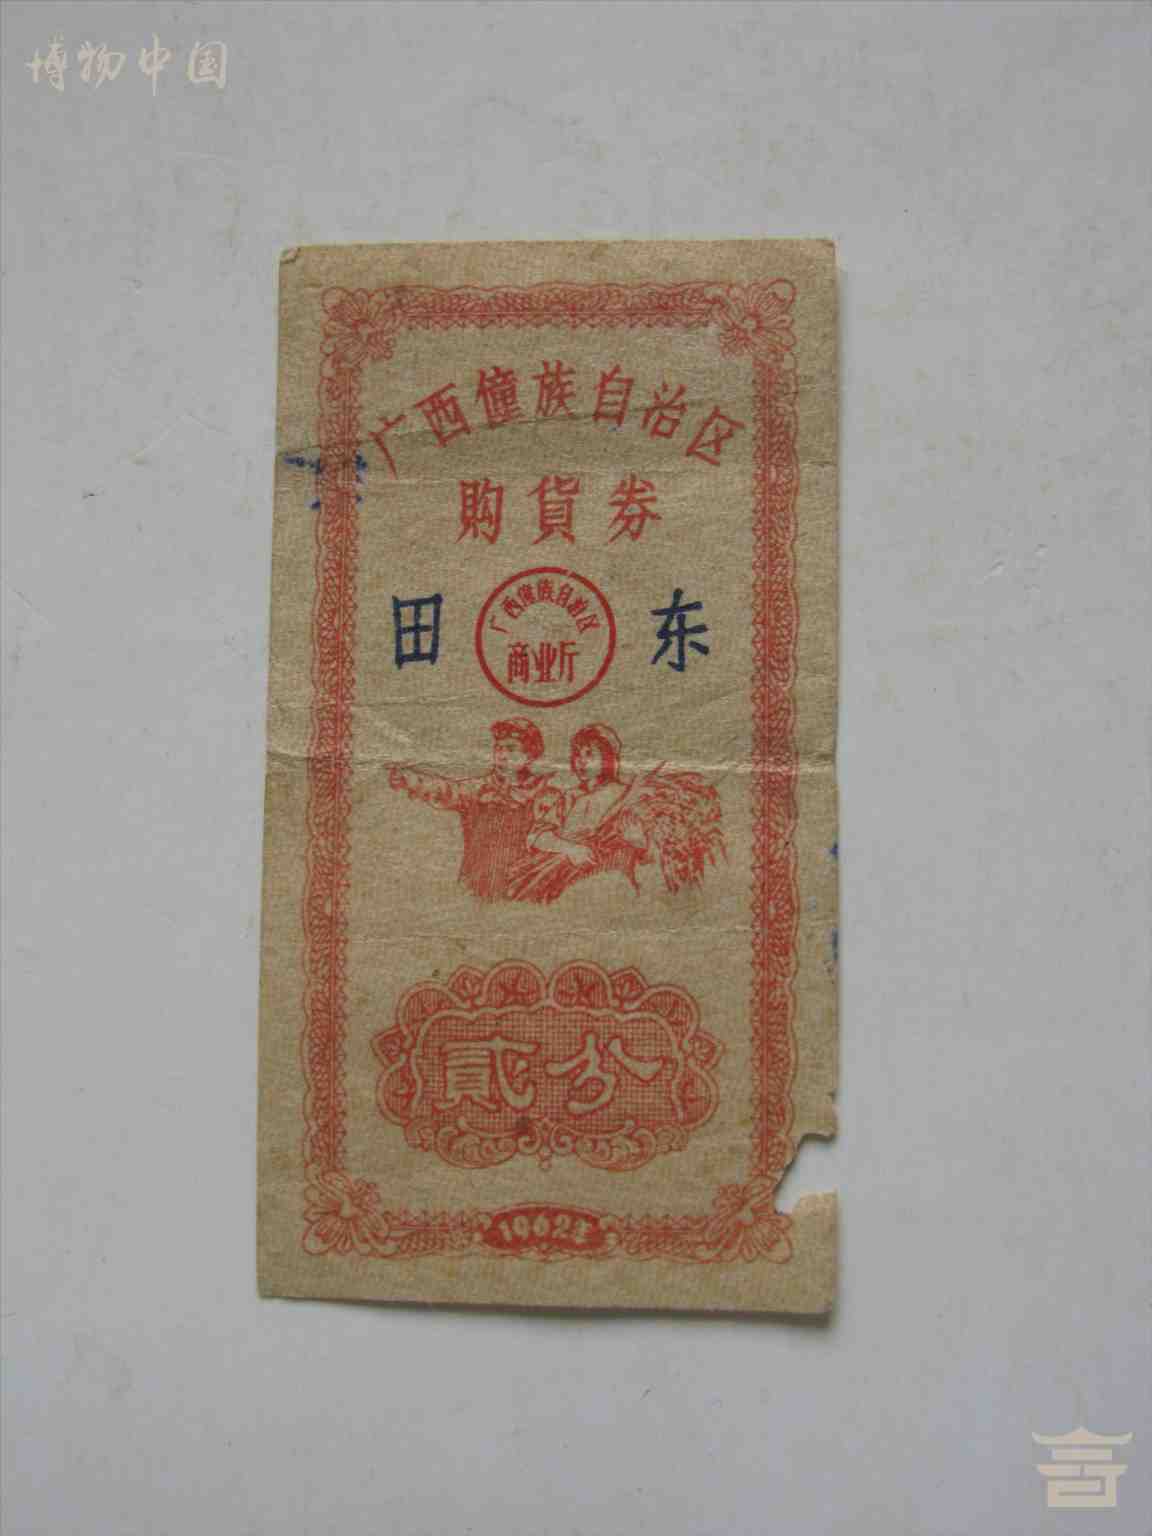 博物中国
广西僮族自治区
购貨券
田 东
广西僮族自治区
商业厅
貳分
1962年